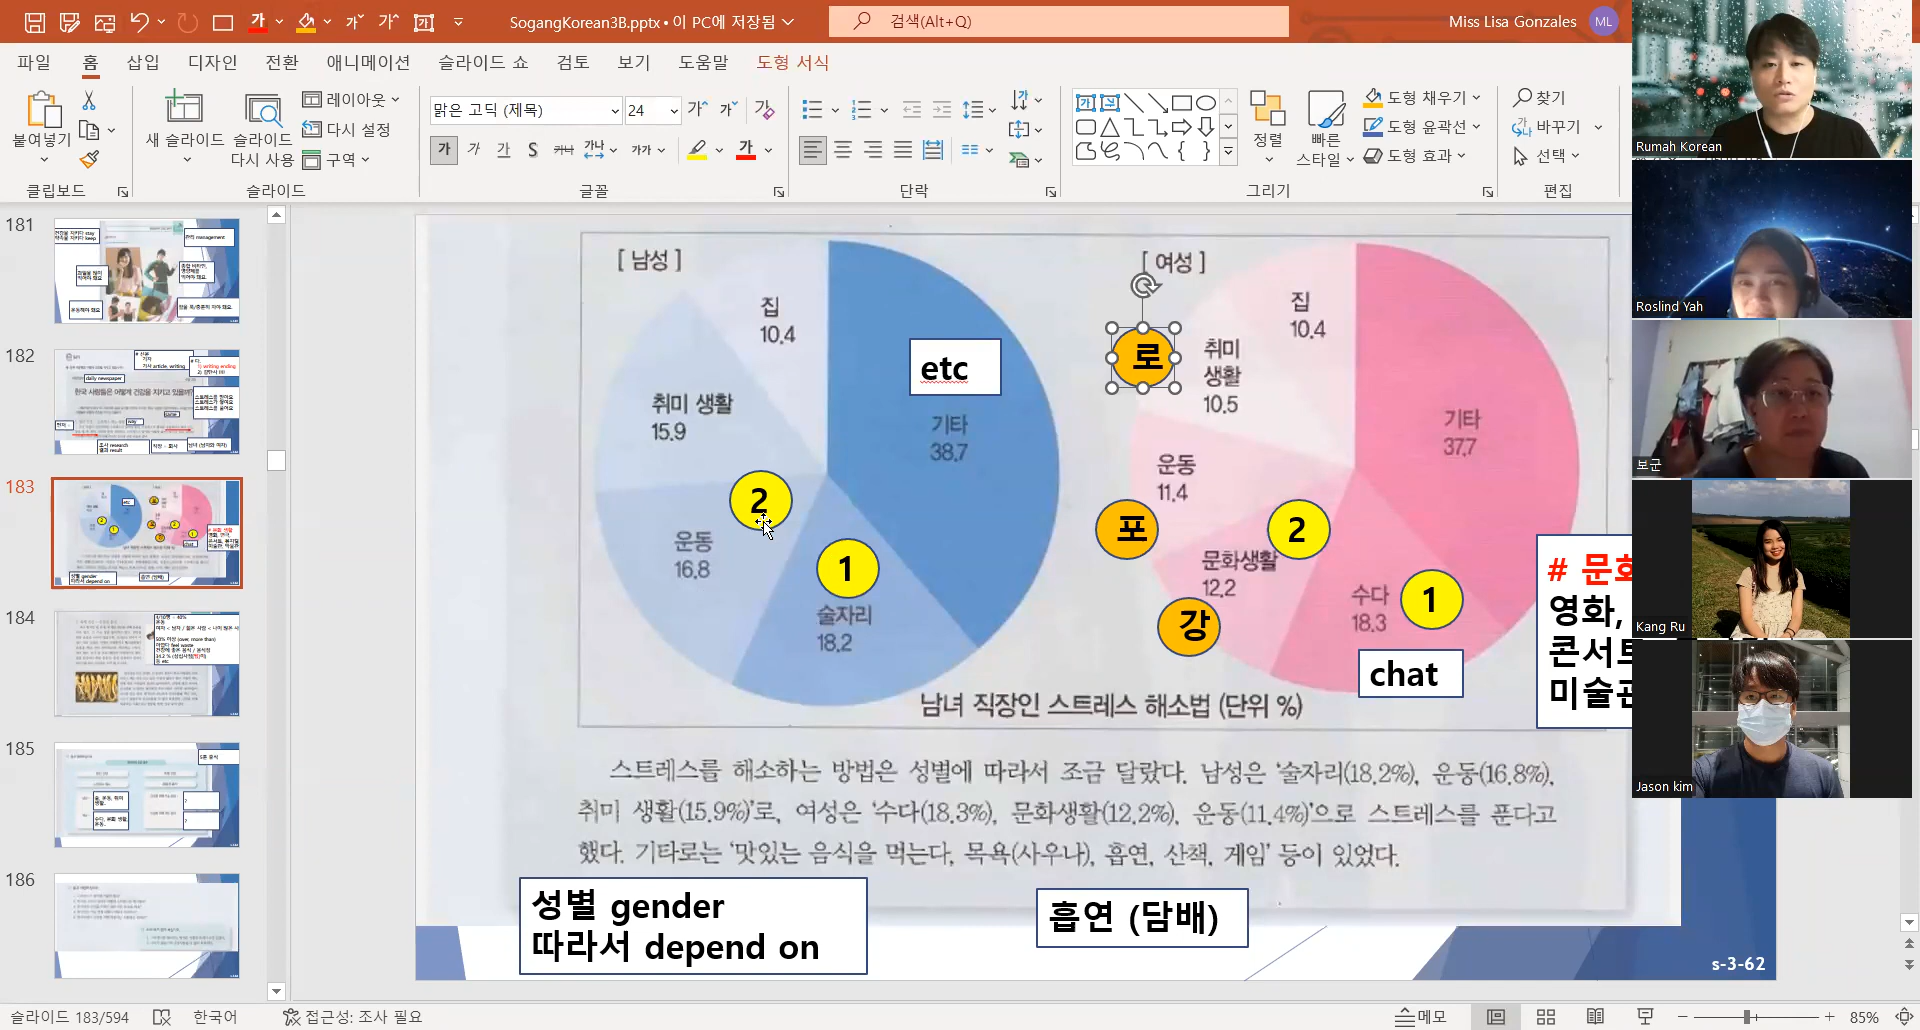 SogangKorean3B.pptx • 이 PC에 저장됨
검색(Alt+Q)
Miss Lisa Gonzales
ML
파일 홈 삽입 디자인 전환 애니메이션 슬라이드 쇼 검토 보기 도움말 도형 서식
붙여넣기
클립보드
새 슬라이드
슬라이드 다시 사용
레이아웃
다시 설정
구역
슬라이드
맑은 고딕 (제목)
24
글꼴
단락
정렬
빠른 스타일
도형 채우기
도형 윤곽선
도형 효과
그리기
찾기
바꾸기
선택
편집
181
182
183
184
185
186
[ 남성 ]
집
10.4
취미 생활
15.9
운동
16.8
술자리
18.2
기타
38.7
etc
2
1
[ 여성 ]
집
10.4
취미
생활
10.5
운동
11.4
문화생활
12.2
수다
18.3
기타
37.7
로
포
강
2
1
chat
# 문화
영화,
콘서트
미술관
남녀 직장인 스트레스 해소법 (단위 %)
스트레스를 해소하는 방법은 성별에 따라서 조금 달랐다. 남성은 '술자리(18.2%), 운동(16.8%),
취미 생활(15.9%)'로, 여성은 '수다(18.3%), 문화생활(12.2%), 운동(11.4%)'으로 스트레스를 푼다고
했다. 기타로는 '맛있는 음식을 먹는다, 목욕(사우나), 흡연, 산책, 게임' 등이 있었다.
성별 gender
따라서 depend on
흡연 (담배)
s-3-62
Rumah Korean
Roslind Yah
보군
Kang Ru
Jason kim
슬라이드 183/594
한국어
접근성: 조사 필요
메모
85%